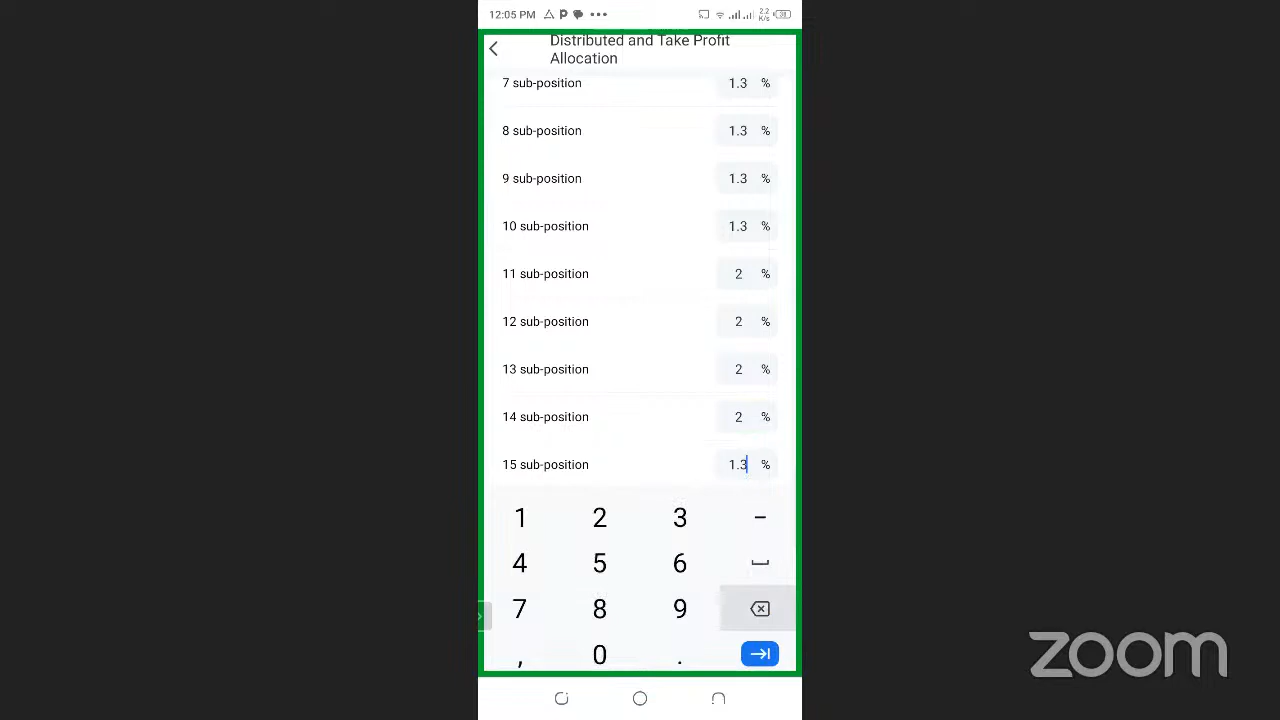 12:05 PM
2.2 K/s
Distributed and Take Profit
Allocation
7 sub-position 1.3 %
8 sub-position 1.3 %
9 sub-position 1.3 %
10 sub-position 1.3 %
11 sub-position 2 %
12 sub-position 2 %
13 sub-position 2 %
14 sub-position 2 %
15 sub-position 1.3 %
1 2 3 -
4 5 6
7 8 9
, 0 .
zoom